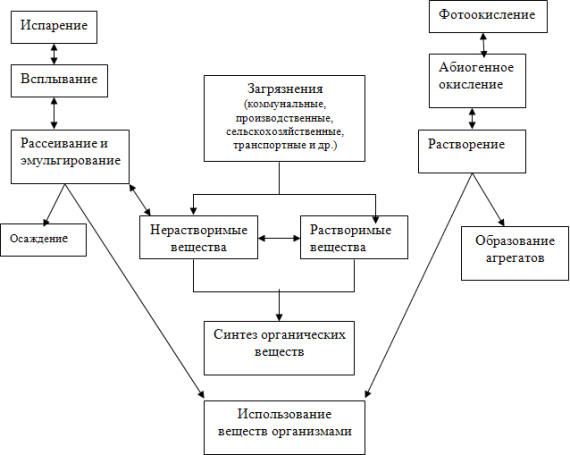 Испарение
Фотоокисление
Всплывание
Абиогенное
окисление
Загрязнения
(коммунальные,
производственные,
сельскохозяйственные,
транспортные и др.)
Рассеивание и
эмульгирование
Растворение
Осаждение
Нерастворимые
вещества
Растворимые
вещества
Образование
агрегатов
Синтез органических
веществ
Использование
веществ организмами